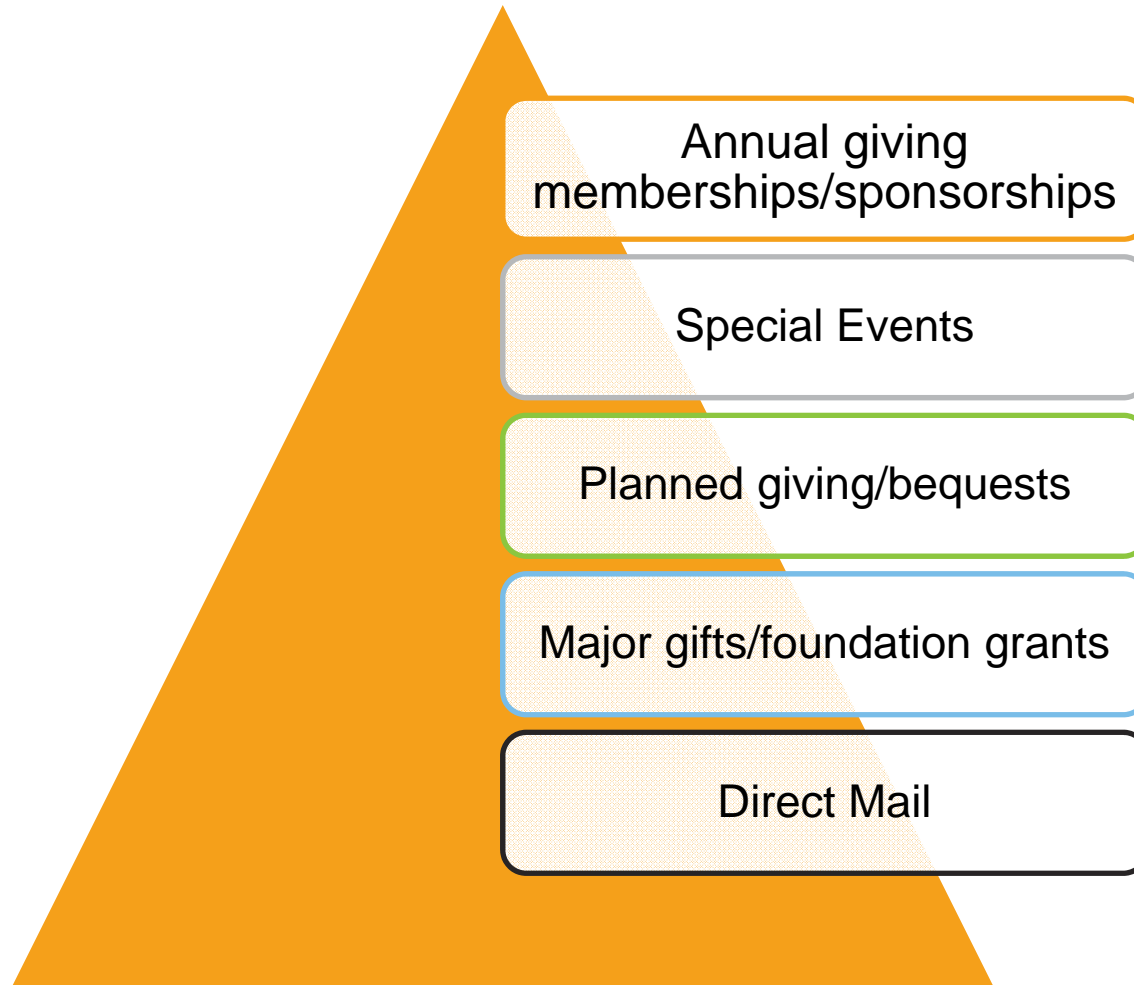 Annual giving
memberships/sponsorships
Special Events
Planned giving/bequests
Major gifts/foundation grants
Direct Mail